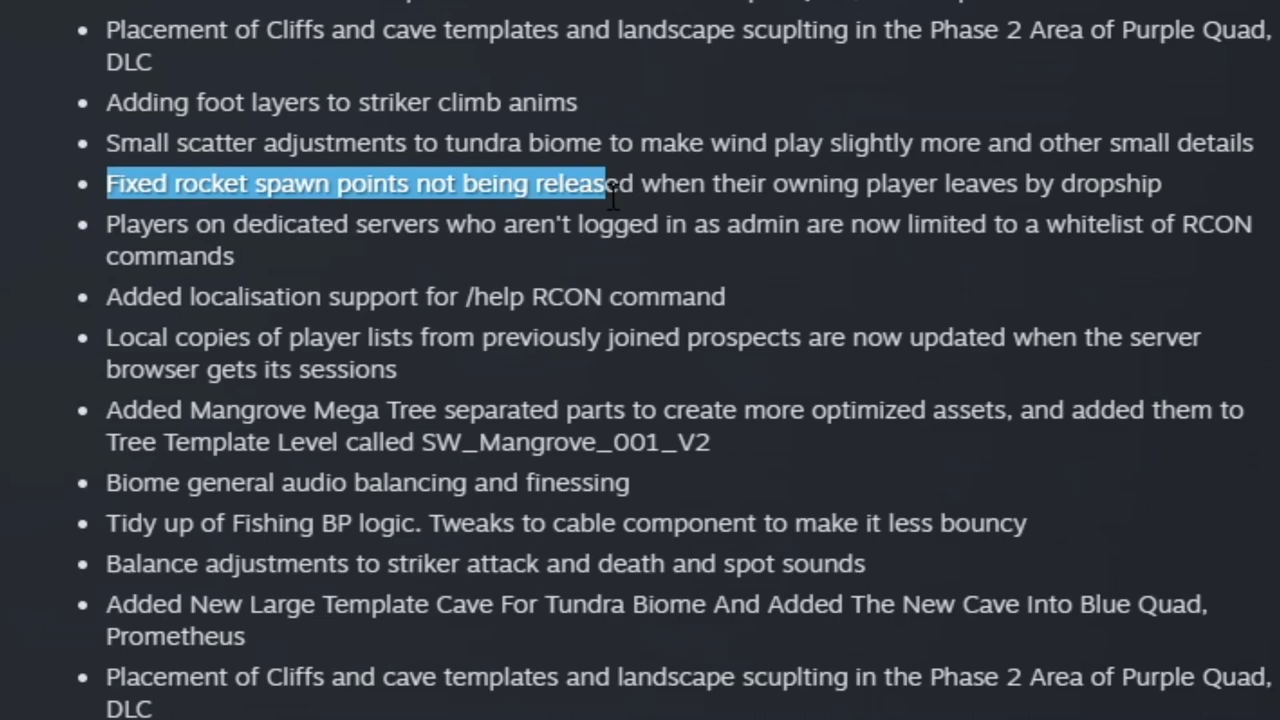 Placement of Cliffs and cave templates and landscape scuplting in the Phase 2 Area of Purple Quad,
DLC
Adding foot layers to striker climb anims
Small scatter adjustments to tundra biome to make wind play slightly more and other small details
Fixed rocket spawn points not being released when their owning player leaves by dropship
Players on dedicated servers who aren't logged in as admin are now limited to a whitelist of RCON
commands
Added localisation support for /help RCON command
Local copies of player lists from previously joined prospects are now updated when the server
browser gets its sessions
Added Mangrove Mega Tree separated parts to create more optimized assets, and added them to
Tree Template Level called SW_Mangrove_001_V2
Biome general audio balancing and finessing
Tidy up of Fishing BP logic. Tweaks to cable component to make it less bouncy
Balance adjustments to striker attack and death and spot sounds
Added New Large Template Cave For Tundra Biome And Added The New Cave Into Blue Quad,
Prometheus
Placement of Cliffs and cave templates and landscape scuplting in the Phase 2 Area of Purple Quad,
DLC